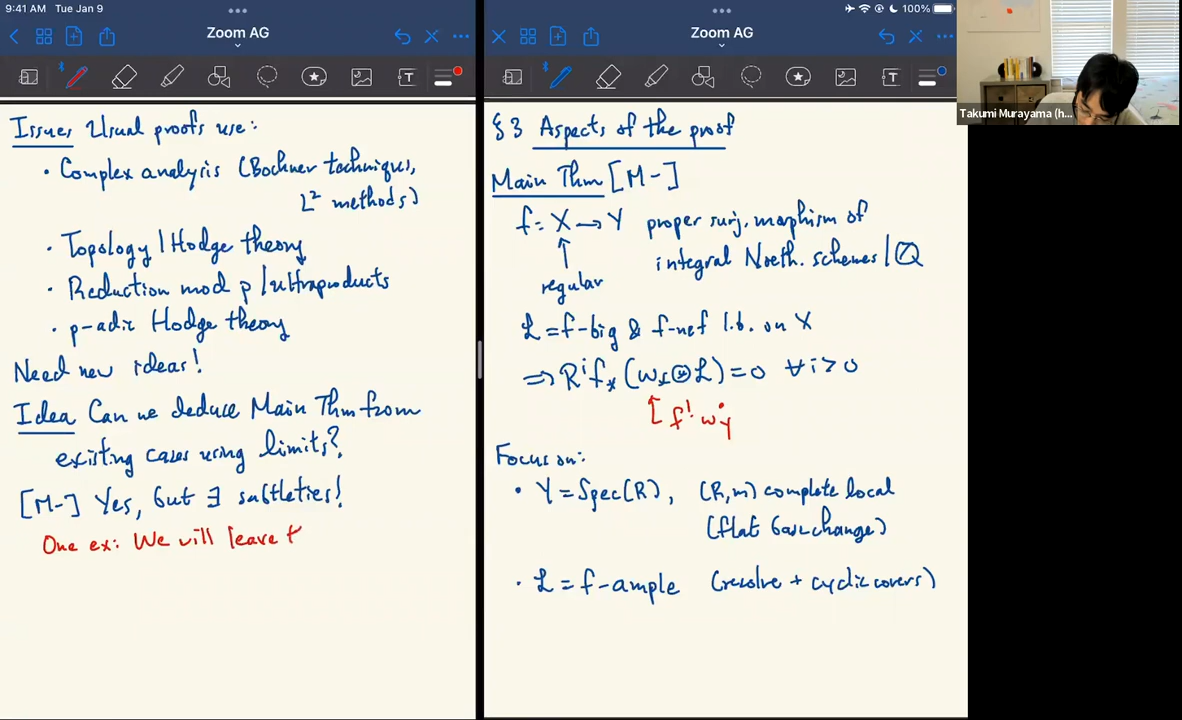 9:41 AM Tue Jan 9
Zoom AG
Issues Usual proofs use:
• Complex analysis (Bochner techniques,
L² methods)
• Topology / Hodge theory
• Reduction mod p / ultraproducts
• p-adic Hodge theory
Need new ideas!
Idea Can we deduce Main Thm from
existing cases using limits?
[M-] Yes, but ∃ subtleties!
One ex: We will leave t
100%
Zoom AG
§3 Aspects of the proof
Main Thm [M-]
f: X → Y proper surj. morphism of
integral Noeth. schemes / ℚ
regular
ℒ = f-big & f-nef l.b. on X
⇒ Rⁱf_*(ω_X ⊗ ℒ) = 0 ∀ i > 0
f^! ω_Y^•
Focus on:
• Y = Spec(R), (R, m) complete local
(flat base change)
• ℒ = f-ample (resolve + cyclic covers)
Takumi Murayama (h...